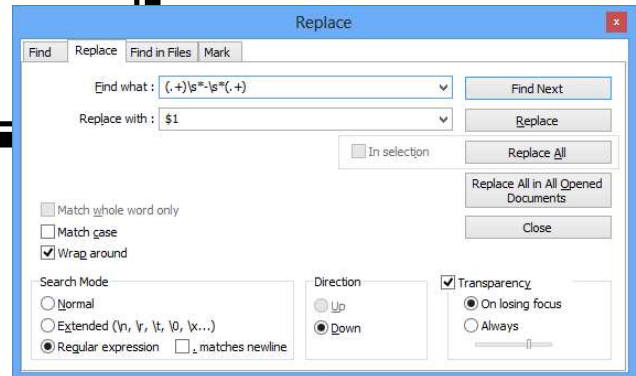 Replace
x
Find Replace Find in Files Mark
Find what : (.+)\s*-\s*(.+)
Find Next
Replace with : $1
Replace
In selection
Replace All
Replace All in All Opened
Documents
Match whole word only
Close
Match case
Wrap around
Search Mode
Normal
Extended (\n, \r, \t, \0, \x...)
Regular expression . matches newline
Direction
Up
Down
Transparency
On losing focus
Always